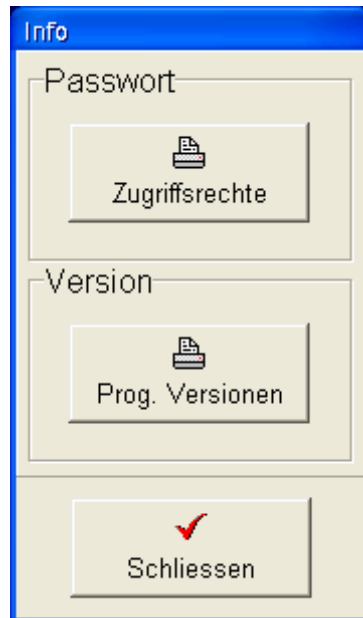 Info
Passwort
Zugriffsrechte
Version
Prog. Versionen
Schliessen